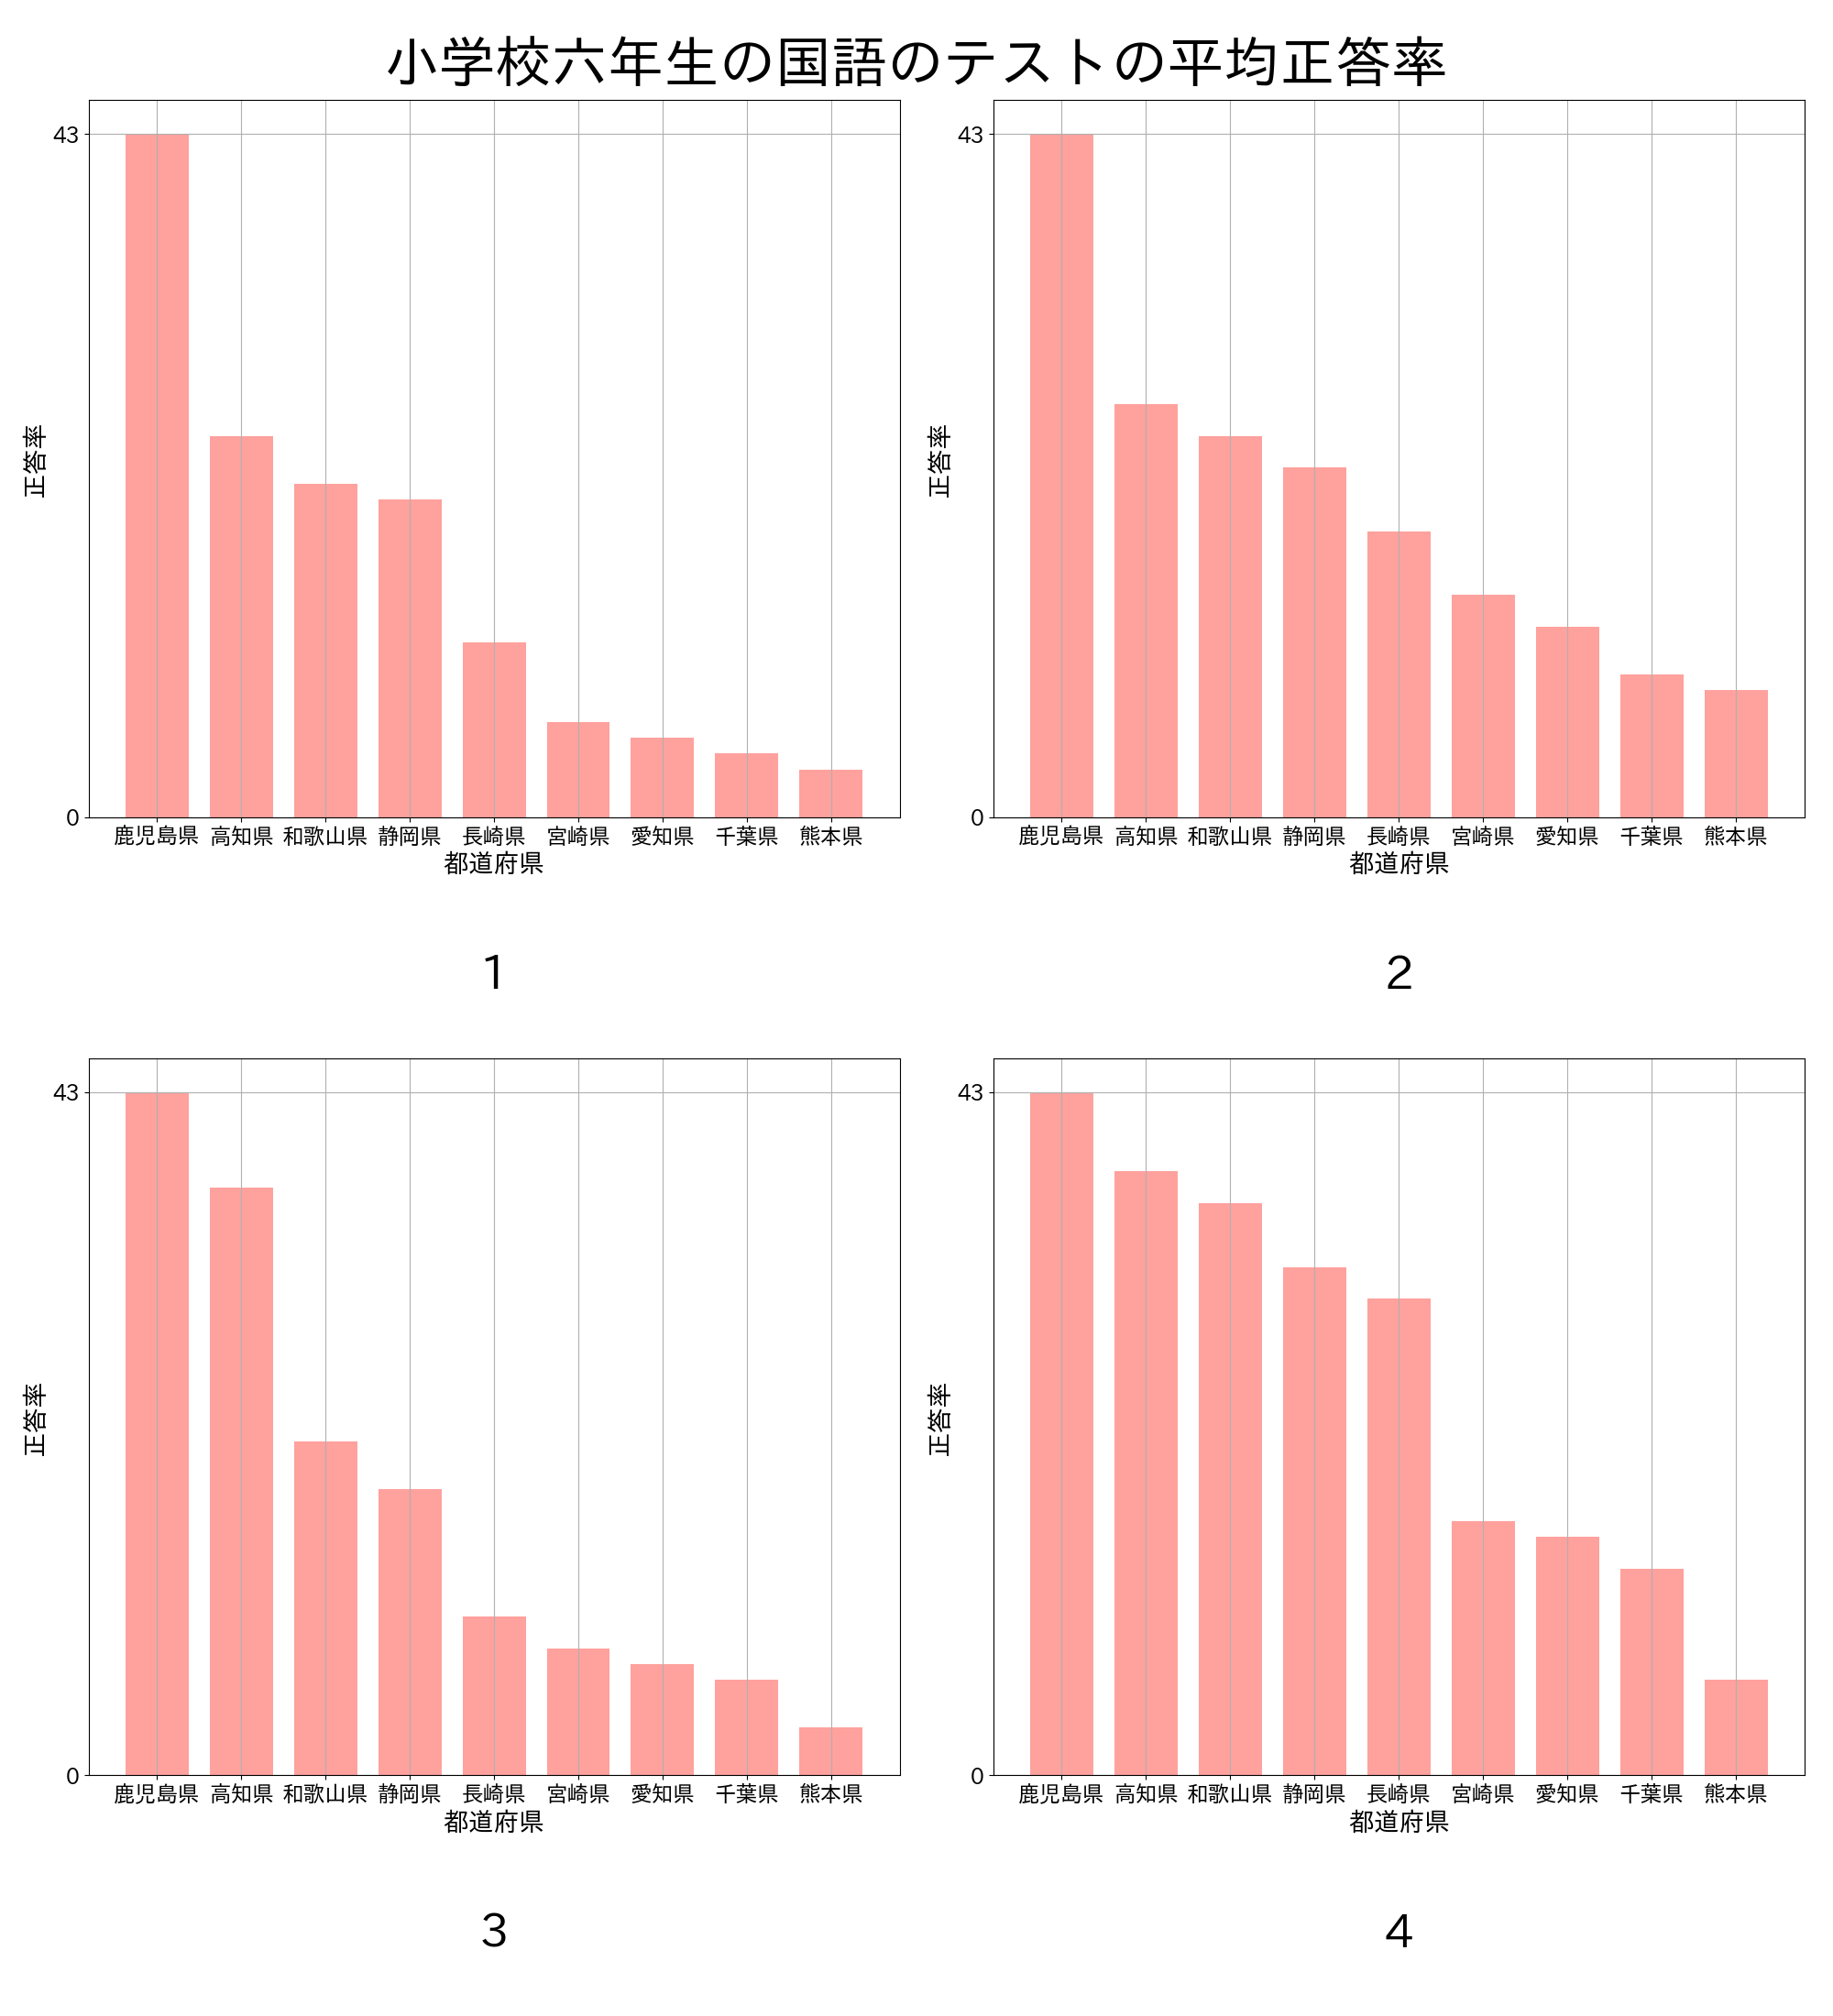 小学校六年生の国語のテストの平均正答率
43
0
正答率
鹿児島県 高知県 和歌山県 静岡県 長崎県 宮崎県 愛知県 千葉県 熊本県
都道府県
1
43
0
正答率
鹿児島県 高知県 和歌山県 静岡県 長崎県 宮崎県 愛知県 千葉県 熊本県
都道府県
2
43
0
正答率
鹿児島県 高知県 和歌山県 静岡県 長崎県 宮崎県 愛知県 千葉県 熊本県
都道府県
3
43
0
正答率
鹿児島県 高知県 和歌山県 静岡県 長崎県 宮崎県 愛知県 千葉県 熊本県
都道府県
4